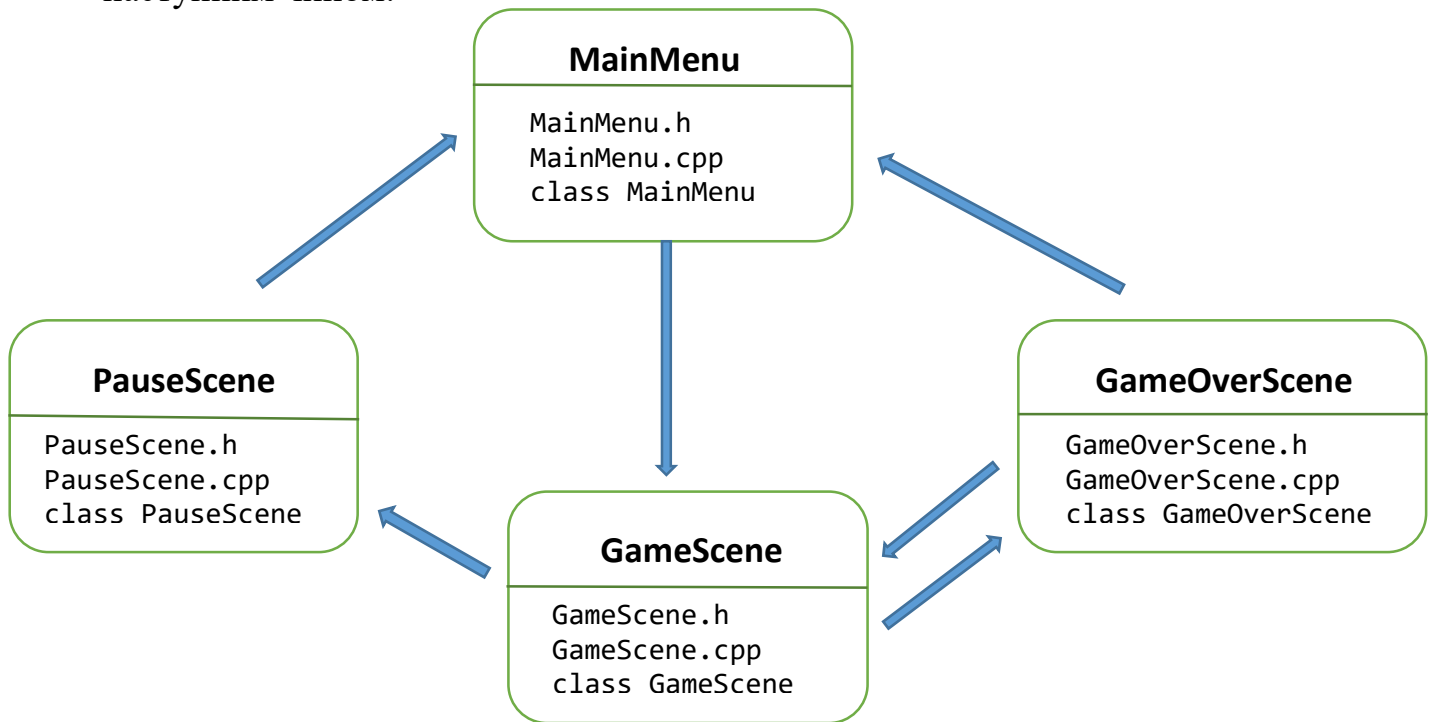 MainMenu
MainMenu.h
MainMenu.cpp
class MainMenu
PauseScene
PauseScene.h
PauseScene.cpp
class PauseScene
GameOverScene
GameOverScene.h
GameOverScene.cpp
class GameOverScene
GameScene
GameScene.h
GameScene.cpp
class GameScene